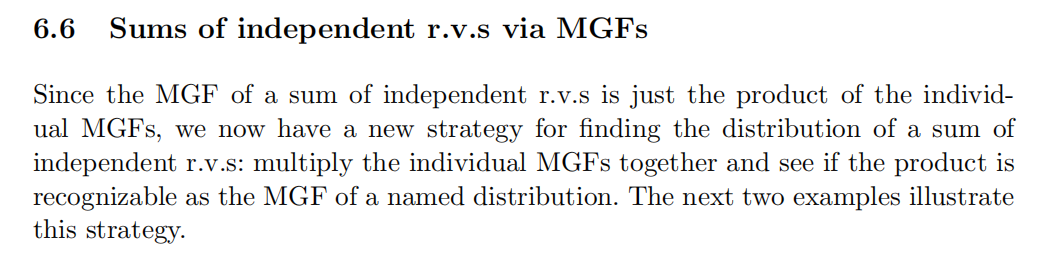 6.6 Sums of independent r.v.s via MGFs
Since the MGF of a sum of independent r.v.s is just the product of the individ-
ual MGFs, we now have a new strategy for finding the distribution of a sum of
independent r.v.s: multiply the individual MGFs together and see if the product is
recognizable as the MGF of a named distribution. The next two examples illustrate
this strategy.